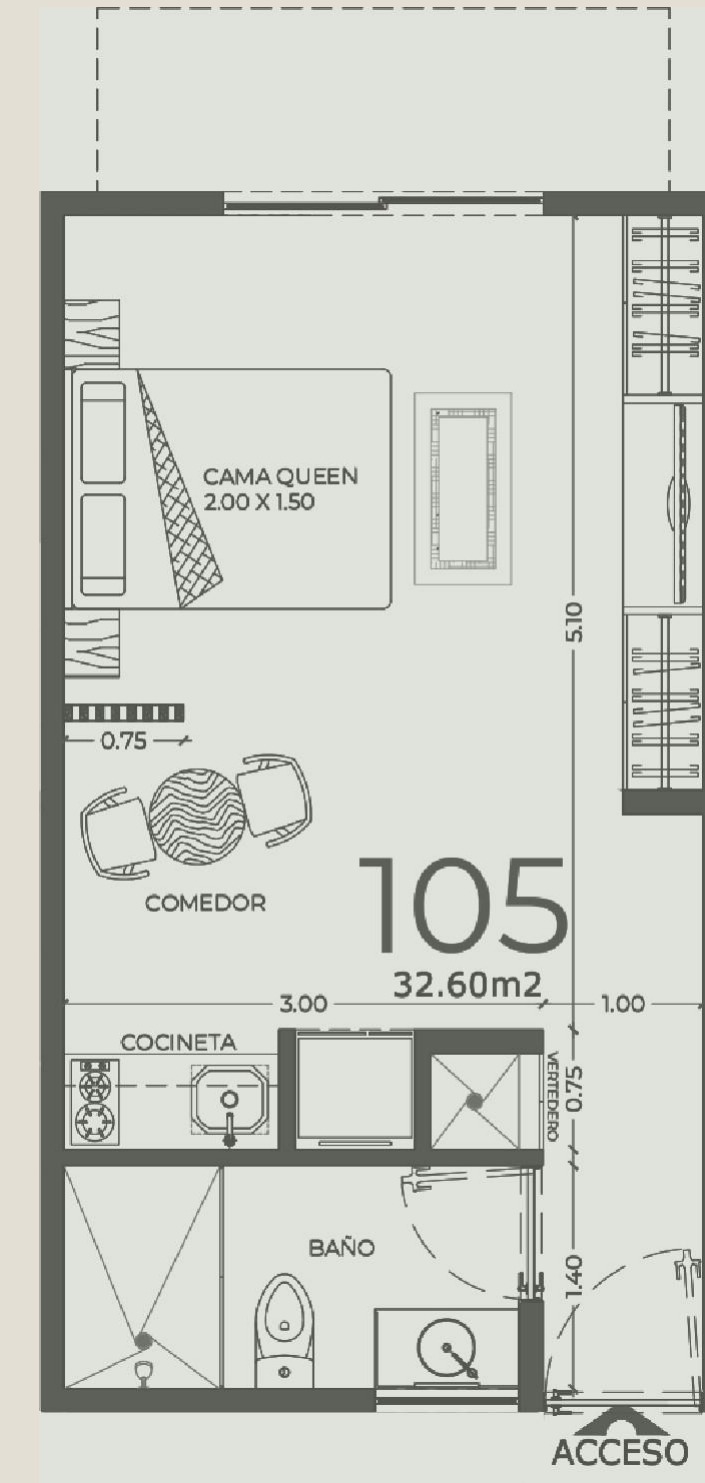 CAMA QUEEN
2.00 X 1.50
5.10
0.75
COMEDOR
105
32.60m2
3.00
1.00
COCINETA
VERTEDERO
0.75
BAÑO
1.40
ACCESO